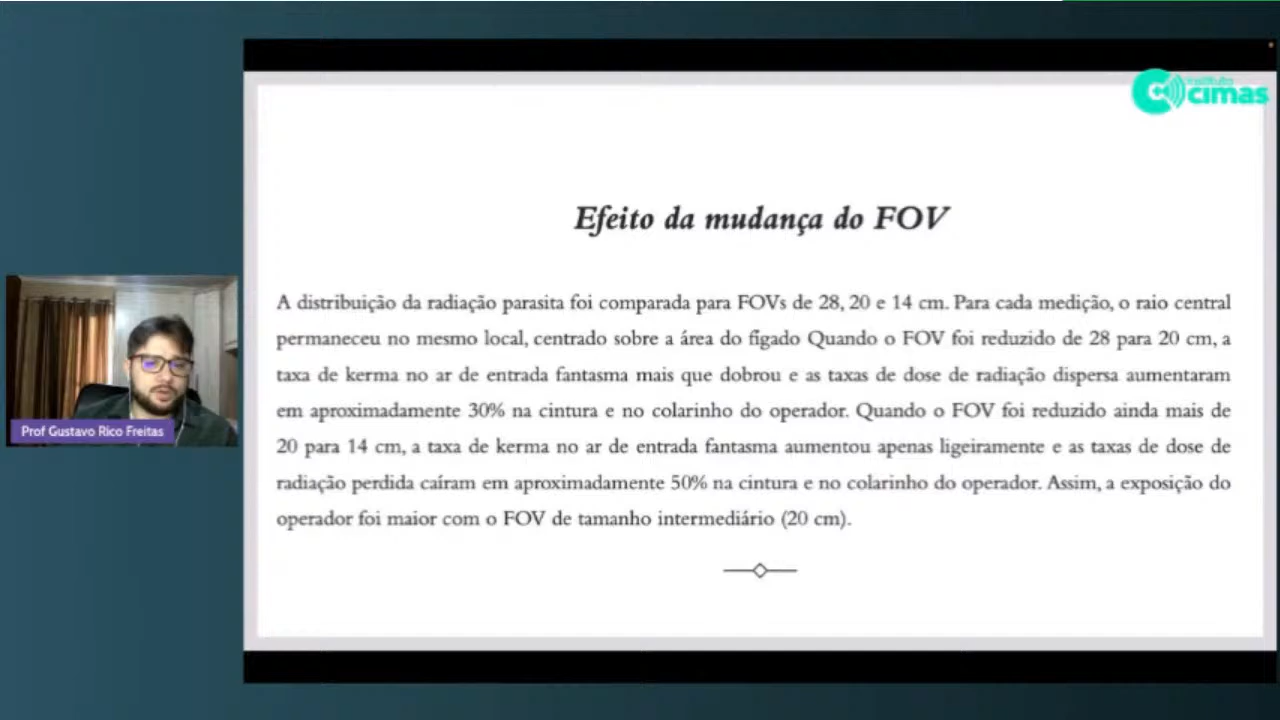 instituto
cimas
Efeito da mudança do FOV
A distribuição da radiação parasita foi comparada para FOVs de 28, 20 e 14 cm. Para cada medição, o raio central
permaneceu no mesmo local, centrado sobre a área do fígado Quando o FOV foi reduzido de 28 para 20 cm, a
taxa de kerma no ar de entrada fantasma mais que dobrou e as taxas de dose de radiação dispersa aumentaram
em aproximadamente 30% na cintura e no colarinho do operador. Quando o FOV foi reduzido ainda mais de
20 para 14 cm, a taxa de kerma no ar de entrada fantasma aumentou apenas ligeiramente e as taxas de dose de
radiação perdida caíram em aproximadamente 50% na cintura e no colarinho do operador. Assim, a exposição do
operador foi maior com o FOV de tamanho intermediário (20 cm).
Prof Gustavo Rico Freitas